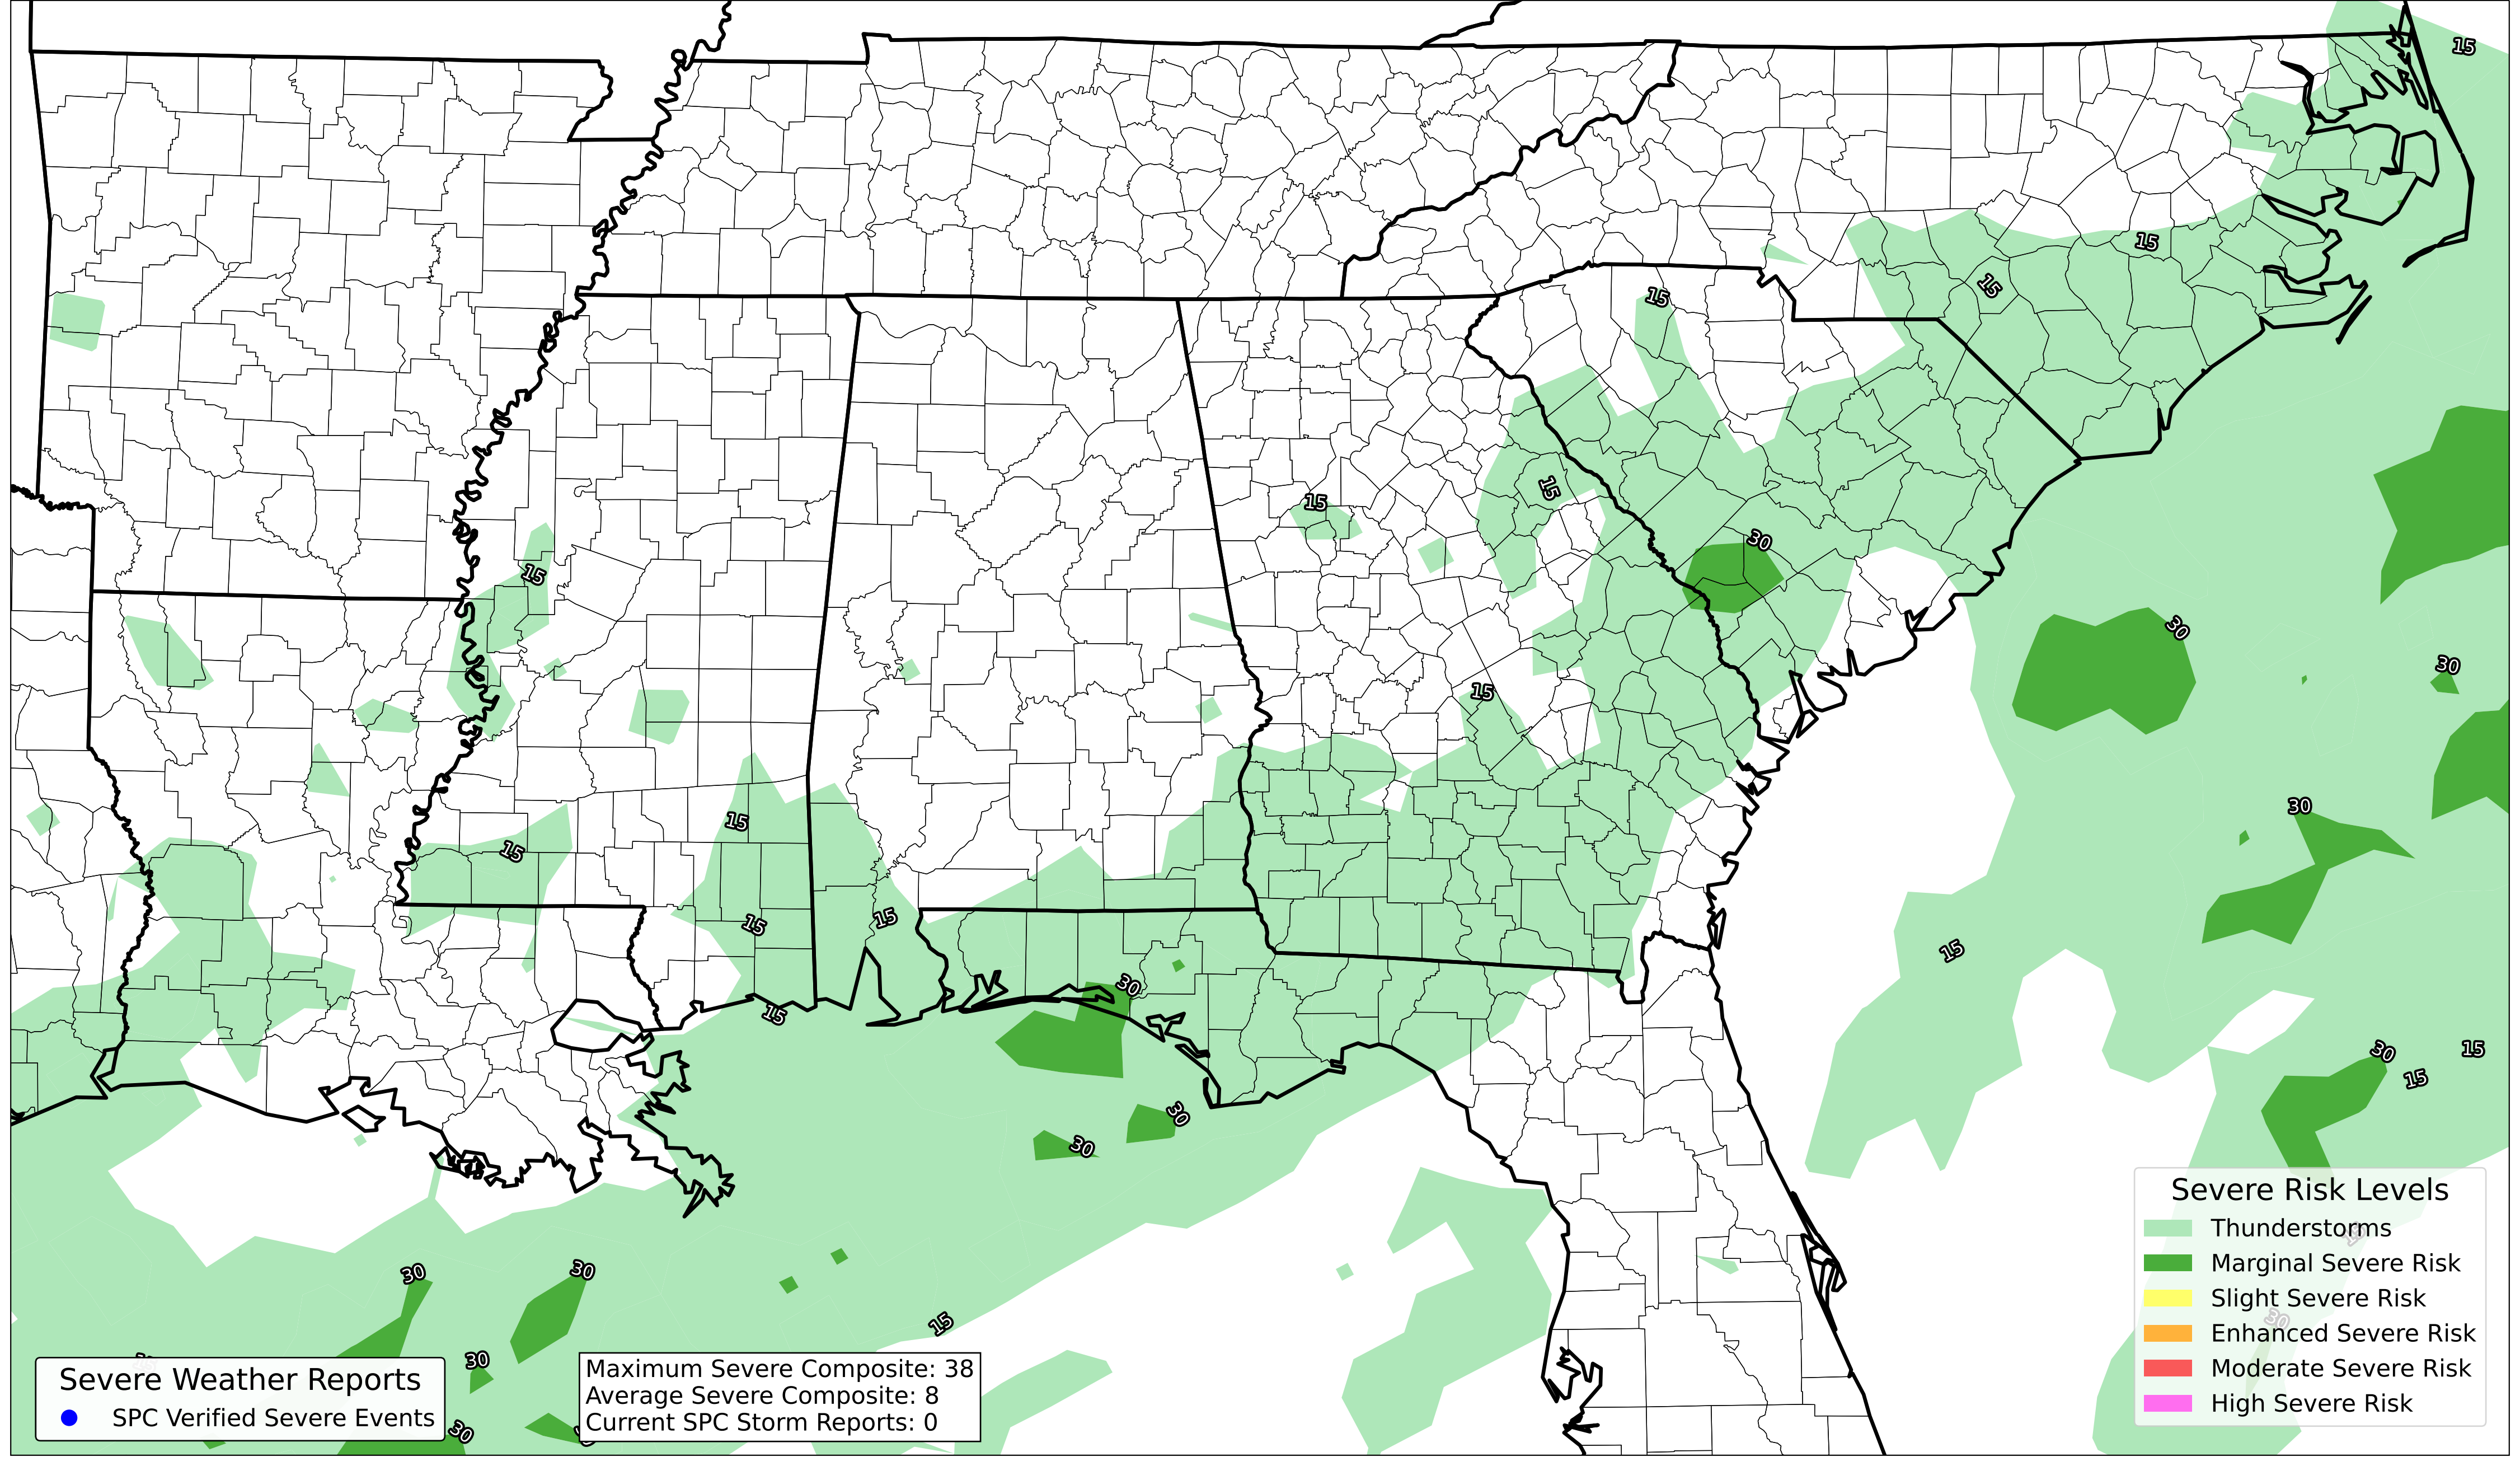 15
15
15
15
15
15
30
15
30
30
15
30
15
15
15
15
15
30
30
15
15
15
30
30
30
30
15
30
Severe Weather Reports
SPC Verified Severe Events
Maximum Severe Composite: 38
Average Severe Composite: 8
Current SPC Storm Reports: 0
Severe Risk Levels
Thunderstorms
Marginal Severe Risk
Slight Severe Risk
Enhanced Severe Risk
Moderate Severe Risk
High Severe Risk
30
30